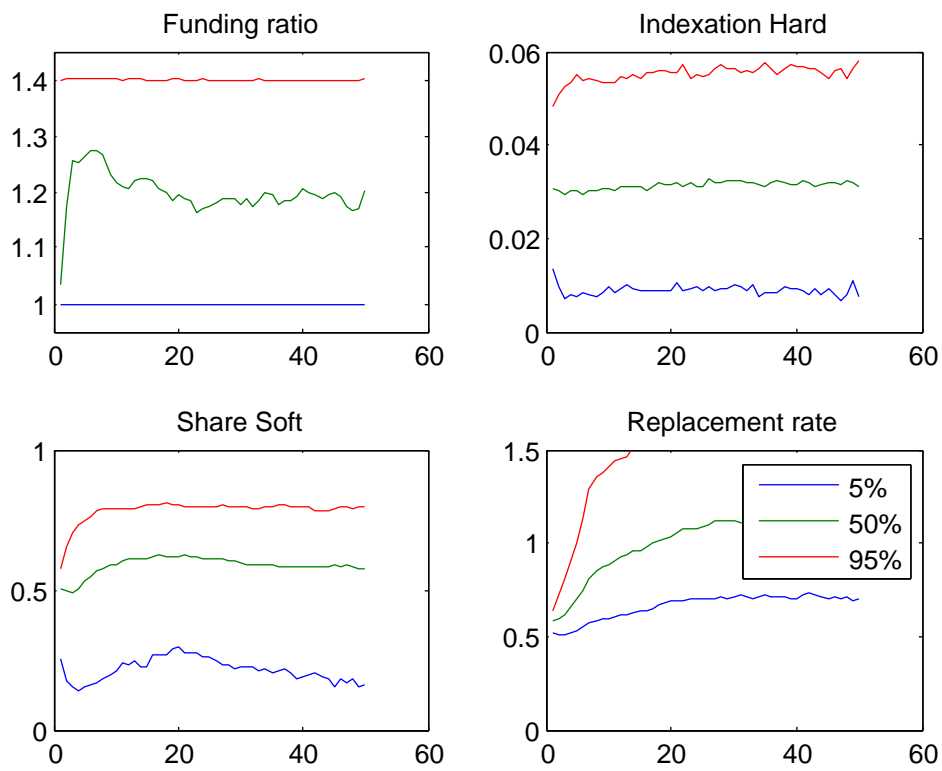 Funding ratio
1.4
1.3
1.2
1.1
1
0 20 40 60
Indexation Hard
0.06
0.04
0.02
0
0 20 40 60
Share Soft
1
0.5
0
0 20 40 60
Replacement rate
1.5
1
0.5
0
0 20 40 60
5%
50%
95%